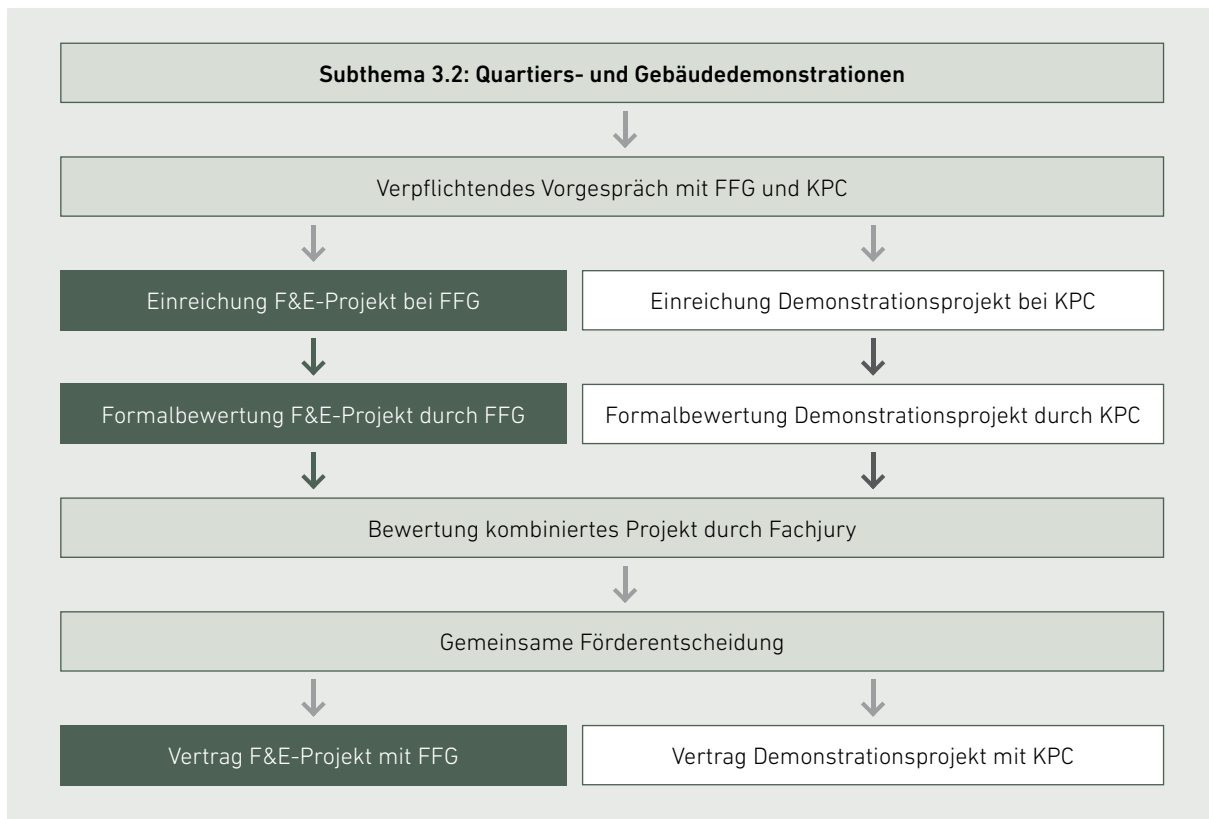 Subthema 3.2: Quartiers- und Gebäudedemonstrationen
Verpflichtendes Vorgespräch mit FFG und KPC
Einreichung F&E-Projekt bei FFG
Einreichung Demonstrationsprojekt bei KPC
Formalbewertung F&E-Projekt durch FFG
Formalbewertung Demonstrationsprojekt durch KPC
Bewertung kombiniertes Projekt durch Fachjury
Gemeinsame Förderentscheidung
Vertrag F&E-Projekt mit FFG
Vertrag Demonstrationsprojekt mit KPC